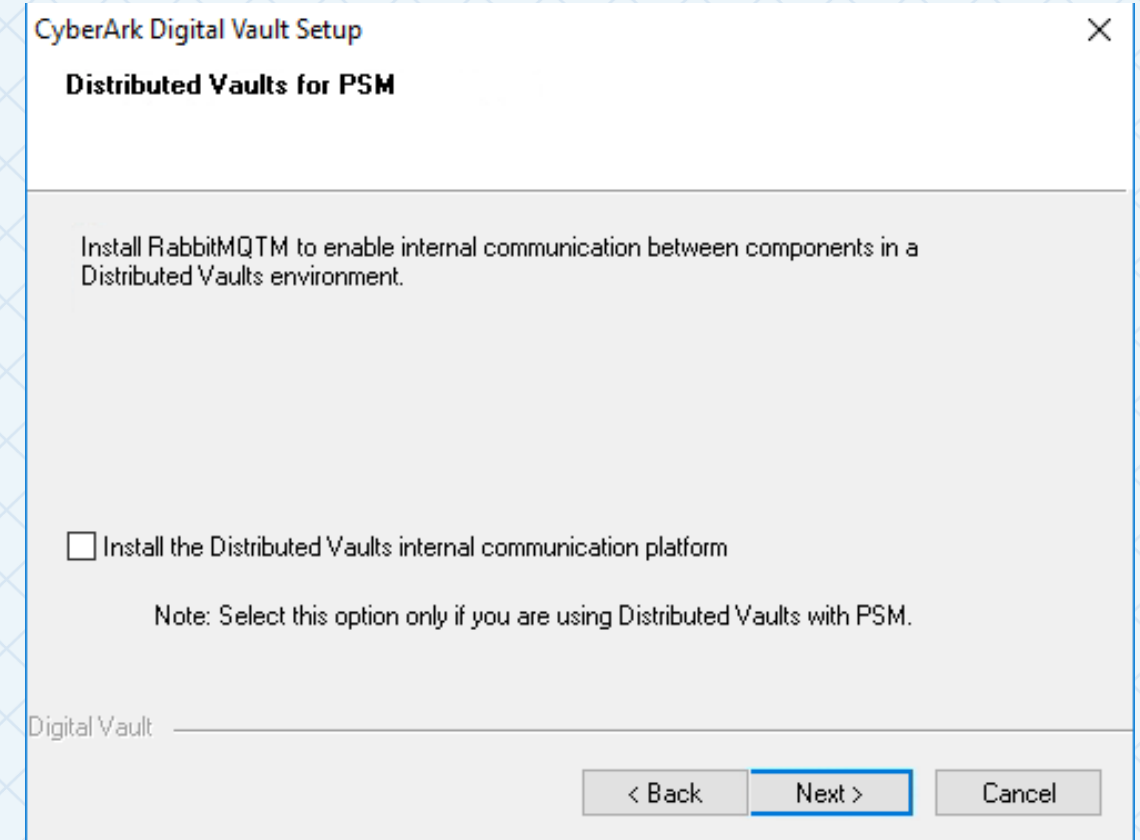 CyberArk Digital Vault Setup
Distributed Vaults for PSM
Install RabbitMQTM to enable internal communication between components in a
Distributed Vaults environment.
Install the Distributed Vaults internal communication platform
Note: Select this option only if you are using Distributed Vaults with PSM.
Digital Vault
< Back
Next >
Cancel